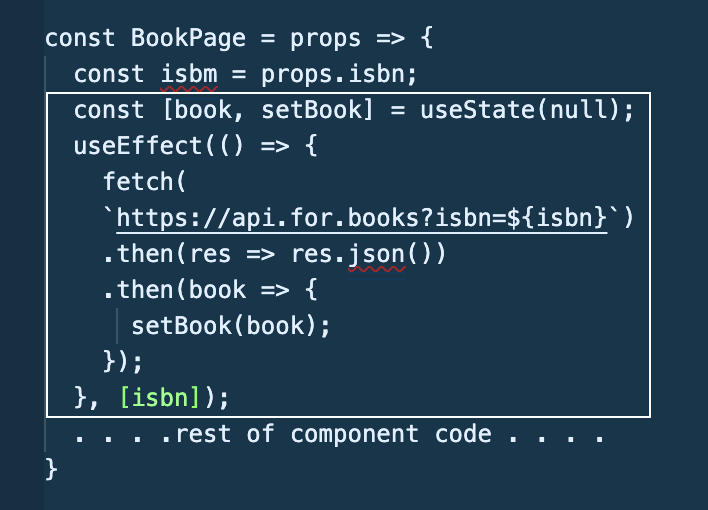 const BookPage = props => {
const isbm = props.isbn;
const [book, setBook] = useState(null);
useEffect(() => {
fetch(
`https://api.for.books?isbn=${isbn}`)
.then(res => res.json())
.then(book => {
setBook(book);
});
}, [isbn]);
. . . .rest of component code . . . .
}